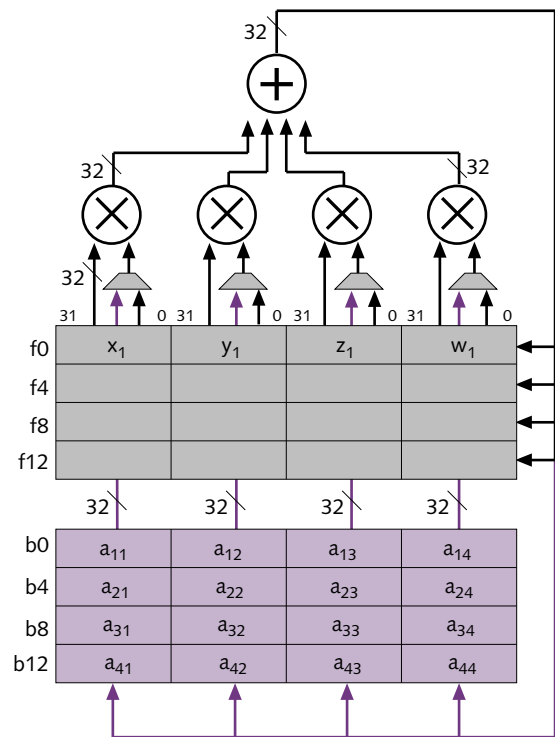 32
+
32 32
× × × ×
32
31 0 31 0 31 0 31 0
f0 x₁ y₁ z₁ w₁
f4
f8
f12
32 32 32 32
b0 a₁₁ a₁₂ a₁₃ a₁₄
b4 a₂₁ a₂₂ a₂₃ a₂₄
b8 a₃₁ a₃₂ a₃₃ a₃₄
b12 a₄₁ a₄₂ a₄₃ a₄₄